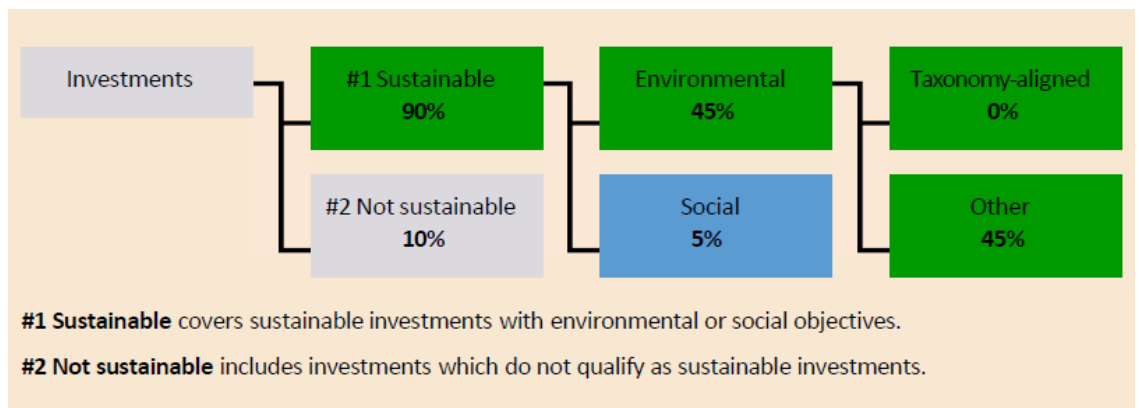 Investments
#1 Sustainable
90%
Environmental
45%
Taxonomy-aligned
0%
#2 Not sustainable
10%
Social
5%
Other
45%
#1 Sustainable covers sustainable investments with environmental or social objectives.
#2 Not sustainable includes investments which do not qualify as sustainable investments.